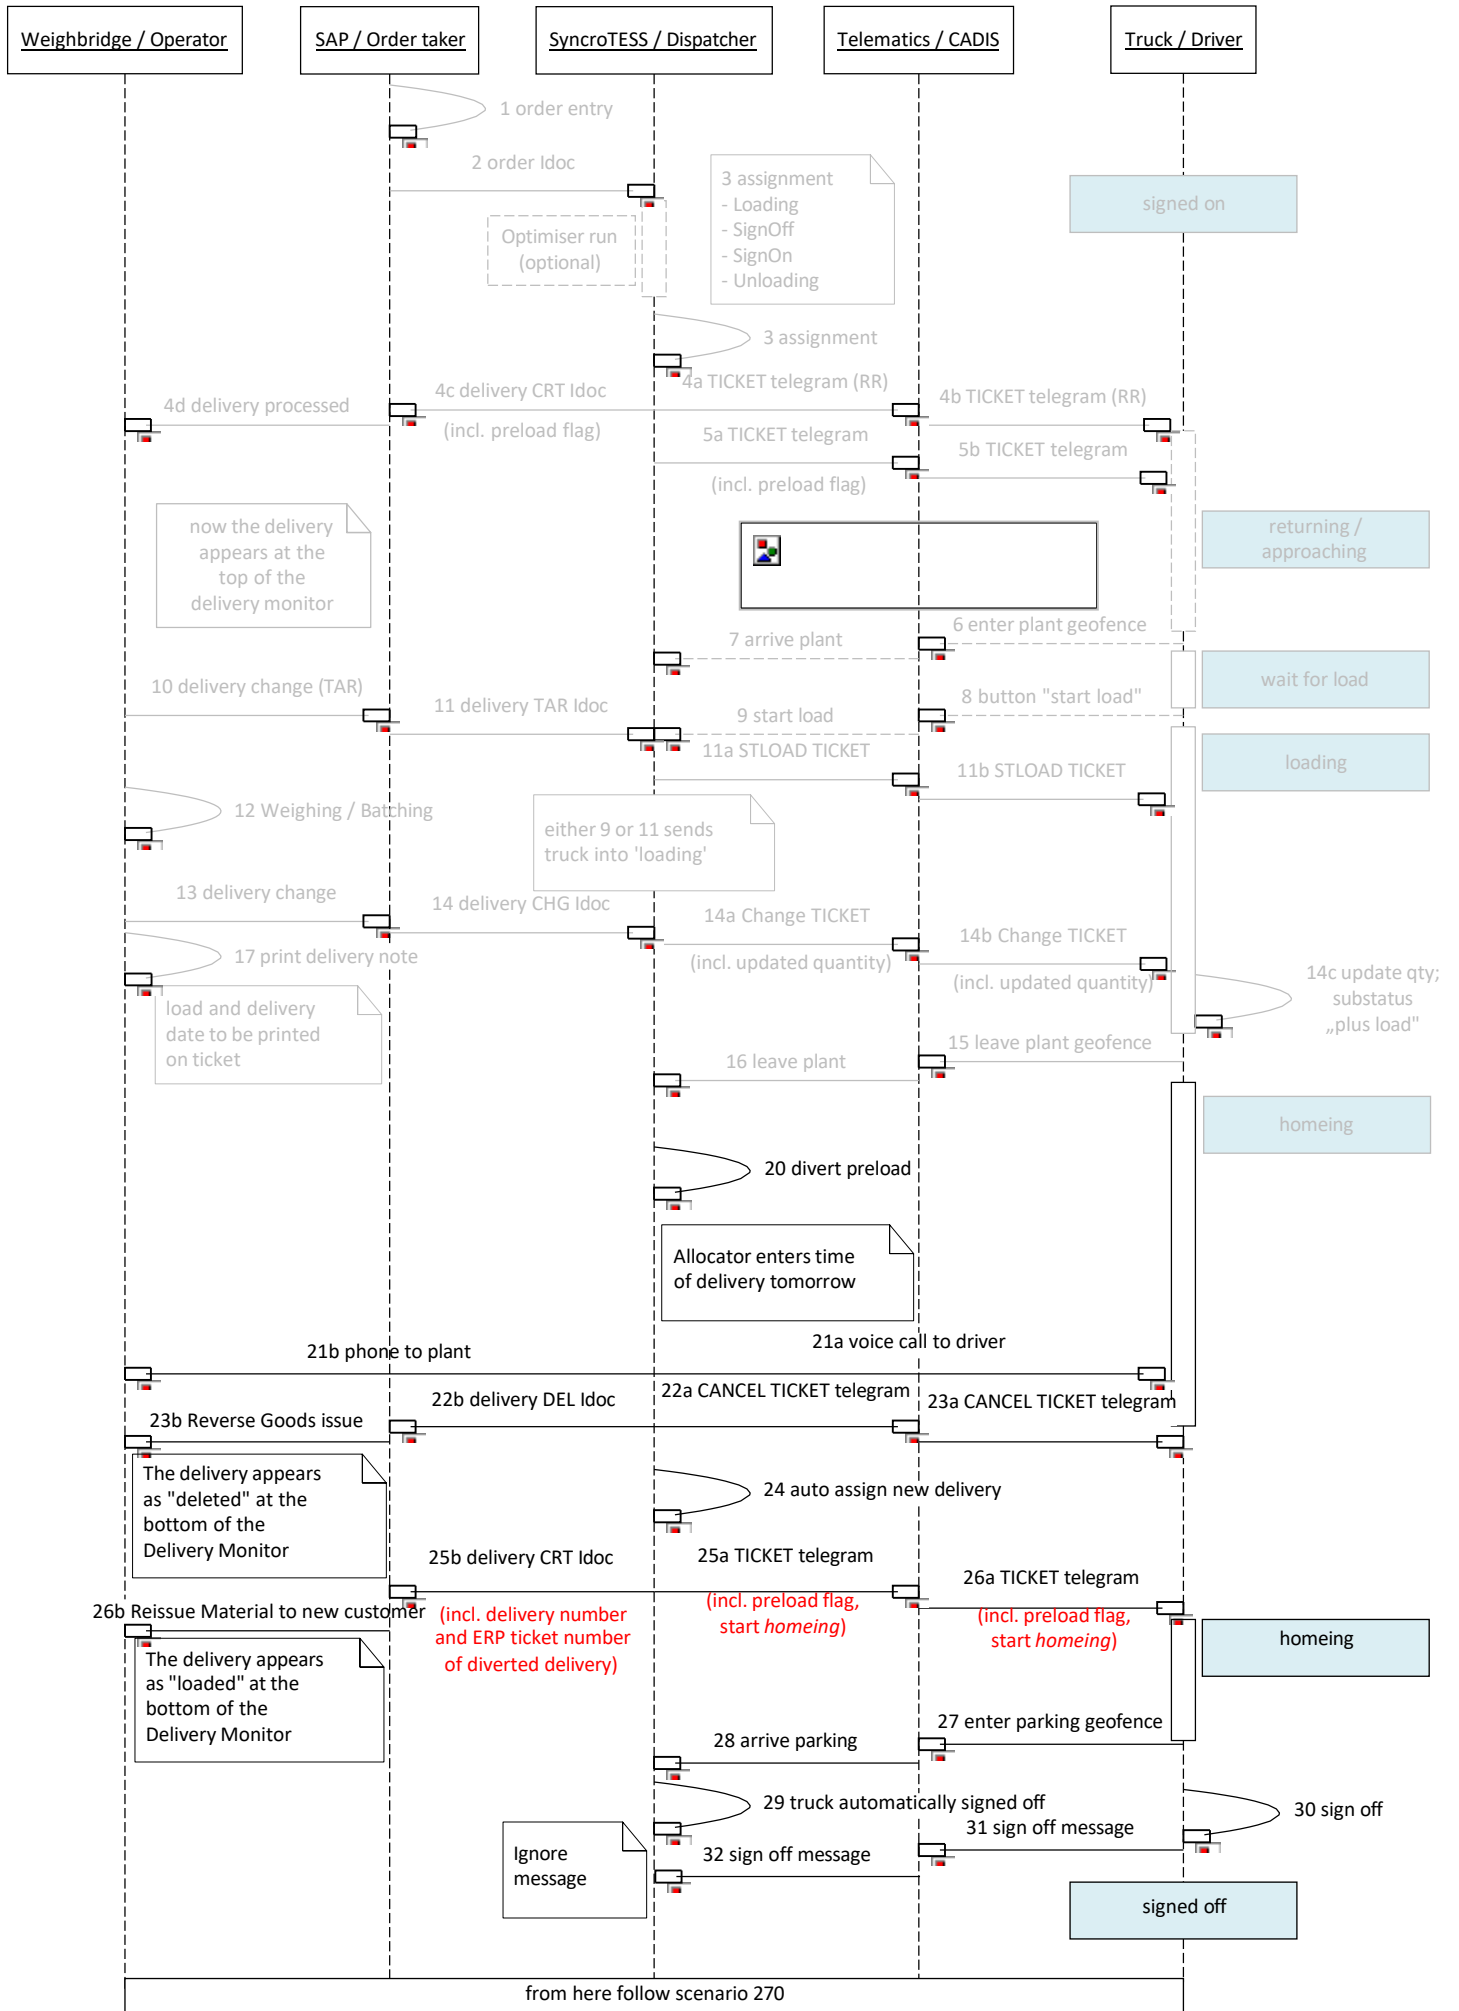 Weighbridge / Operator
SAP / Order taker
SyncroTESS / Dispatcher
Telematics / CADIS
Truck / Driver
1 order entry
2 order Idoc
3 assignment
- Loading
- SignOff
- SignOn
- Unloading
signed on
Optimiser run
(optional)
3 assignment
4a TICKET telegram (RR)
4c delivery CRT Idoc
4b TICKET telegram (RR)
4d delivery processed
(incl. preload flag)
5a TICKET telegram
5b TICKET telegram
(incl. preload flag)
now the delivery
appears at the
top of the
delivery monitor
returning /
approaching
6 enter plant geofence
7 arrive plant
wait for load
10 delivery change (TAR)
8 button "start load"
11 delivery TAR Idoc
9 start load
11a STLOAD TICKET
loading
11b STLOAD TICKET
12 Weighing / Batching
either 9 or 11 sends
truck into 'loading'
13 delivery change
14 delivery CHG Idoc
14a Change TICKET
14b Change TICKET
17 print delivery note
(incl. updated quantity)
(incl. updated quantity)
14c update qty;
substatus
„plus load"
load and delivery
date to be printed
on ticket
15 leave plant geofence
16 leave plant
homeing
20 divert preload
Allocator enters time
of delivery tomorrow
21a voice call to driver
21b phone to plant
22a CANCEL TICKET telegram
22b delivery DEL Idoc
23a CANCEL TICKET telegram
23b Reverse Goods issue
The delivery appears
as "deleted" at the
bottom of the
Delivery Monitor
24 auto assign new delivery
25b delivery CRT Idoc
25a TICKET telegram
26a TICKET telegram
26b Reissue Material to new customer
(incl. delivery number
and ERP ticket number
of diverted delivery)
(incl. preload flag,
start homeing)
(incl. preload flag,
start homeing)
homeing
The delivery appears
as "loaded" at the
bottom of the
Delivery Monitor
27 enter parking geofence
28 arrive parking
29 truck automatically signed off
30 sign off
31 sign off message
Ignore
message
32 sign off message
signed off
from here follow scenario 270